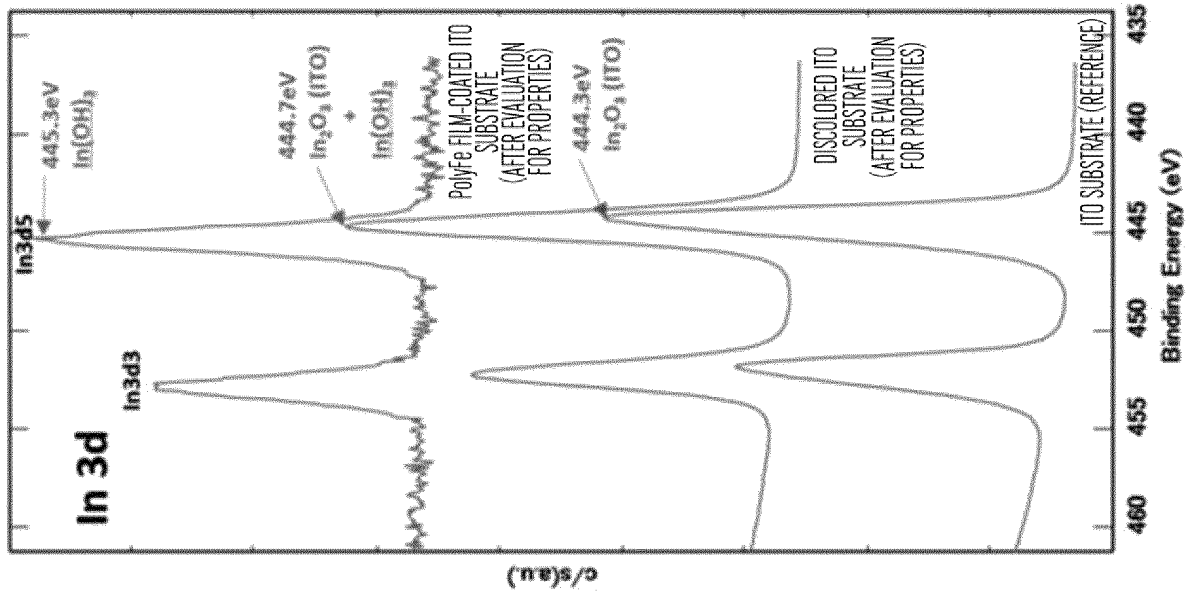 In 3d
In3d3
In3d5
445.3eV
In(OH)3
444.7eV
In2O3 (ITO)
+
In(OH)3
PolyFe FILM-COATED ITO
SUBSTRATE
(AFTER EVALUATION
FOR PROPERTIES)
444.3eV
In2O3 (ITO)
DISCOLORED ITO
SUBSTRATE
(AFTER EVALUATION
FOR PROPERTIES)
ITO SUBSTRATE (REFERENCE)
c/s(a.u.)
460
455
450
445
440
435
Binding Energy (eV)